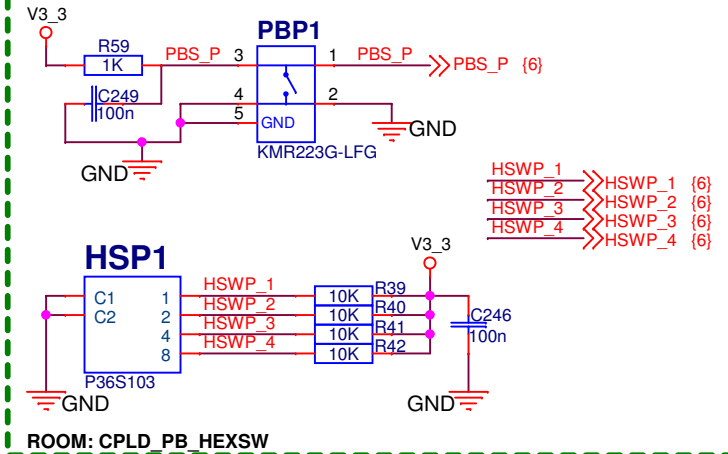 V3_3
PBP1
R59
1K
PBS_P
3
1
PBS_P
PBS_P {6}
C249
100n
4
2
5
GND
GND
KMR223G-LFG
GND
HSWP_1
HSWP_1 {6}
HSWP_2
HSWP_2 {6}
HSWP_3
HSWP_3 {6}
HSWP_4
HSWP_4 {6}
V3_3
HSP1
C1
1
HSWP_1
10K
R39
C2
2
HSWP_2
10K
R40
4
HSWP_3
10K
R41
8
HSWP_4
10K
R42
C246
100n
P36S103
GND
GND
ROOM: CPLD_PB_HEXSW